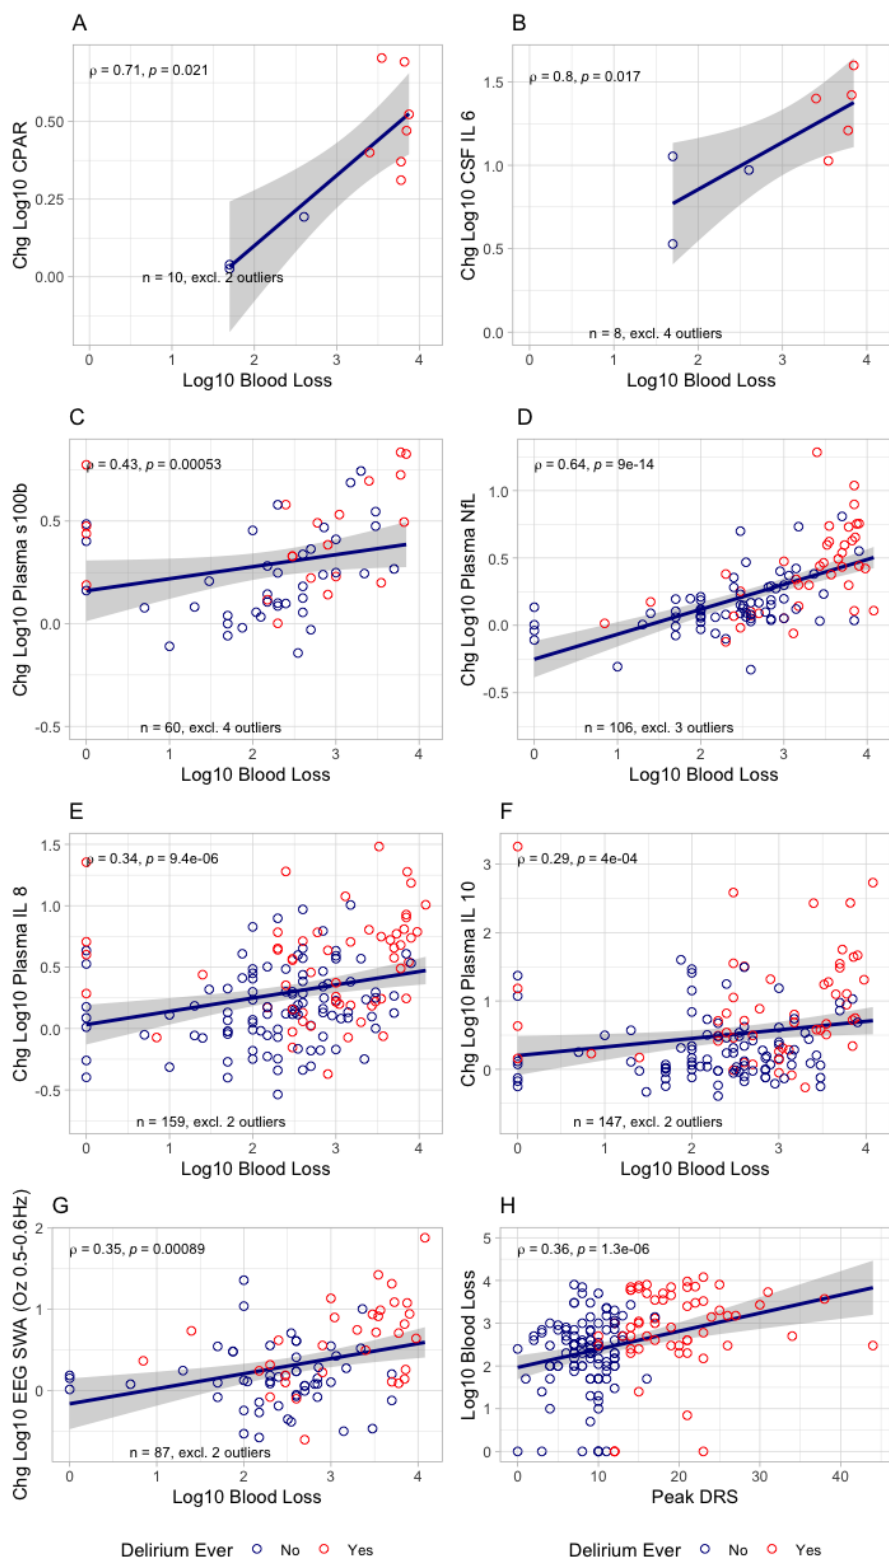 A
ρ = 0.71, p = 0.021
Chg Log10 CPAR
0.50
0.25
0.00
n = 10, excl. 2 outliers
0 1 2 3 4
Log10 Blood Loss
B
ρ = 0.8, p = 0.017
Chg Log10 CSF IL 6
1.5
1.0
0.5
0.0
n = 8, excl. 4 outliers
0 1 2 3 4
Log10 Blood Loss
C
ρ = 0.43, p = 0.00053
Chg Log10 Plasma s100b
0.5
0.0
-0.5
n = 60, excl. 4 outliers
0 1 2 3 4
Log10 Blood Loss
D
ρ = 0.64, p = 9e-14
Chg Log10 Plasma NfL
1.0
0.5
0.0
-0.5
n = 106, excl. 3 outliers
0 1 2 3 4
Log10 Blood Loss
E
ρ = 0.34, p = 9.4e-06
Chg Log10 Plasma IL 8
1.5
1.0
0.5
0.0
-0.5
n = 159, excl. 2 outliers
0 1 2 3 4
Log10 Blood Loss
F
ρ = 0.29, p = 4e-04
Chg Log10 Plasma IL 10
3
2
1
0
n = 147, excl. 2 outliers
0 1 2 3 4
Log10 Blood Loss
G
ρ = 0.35, p = 0.00089
Chg Log10 EEG SWA (Oz 0.5-0.6Hz)
2
1
0
n = 87, excl. 2 outliers
0 1 2 3 4
Log10 Blood Loss
H
ρ = 0.36, p = 1.3e-06
Log10 Blood Loss
5
4
3
2
1
0
0 10 20 30 40
Peak DRS
Delirium Ever No Yes
Delirium Ever No Yes